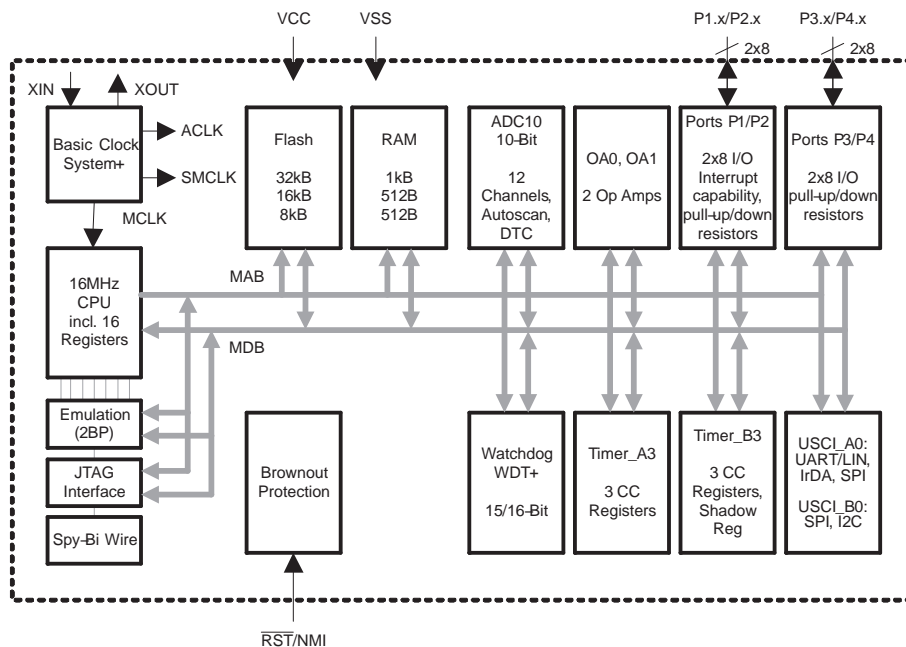 VCC
VSS
P1.x/P2.x
P3.x/P4.x
2x8
2x8
XIN
XOUT
Basic Clock
System+
ACLK
SMCLK
MCLK
Flash
32kB
16kB
8kB
RAM
1kB
512B
512B
ADC10
10-Bit
12
Channels,
Autoscan,
DTC
OA0, OA1
2 Op Amps
Ports P1/P2
2x8 I/O
Interrupt
capability,
pull-up/down
resistors
Ports P3/P4
2x8 I/O
pull-up/down
resistors
16MHz
CPU
incl. 16
Registers
MAB
MDB
Emulation
(2BP)
JTAG
Interface
Spy-Bi Wire
Brownout
Protection
Watchdog
WDT+
15/16-Bit
Timer_A3
3 CC
Registers
Timer_B3
3 CC
Registers,
Shadow
Reg
USCI_A0:
UART/LIN,
IrDA, SPI
USCI_B0:
SPI, I2C
RST/NMI